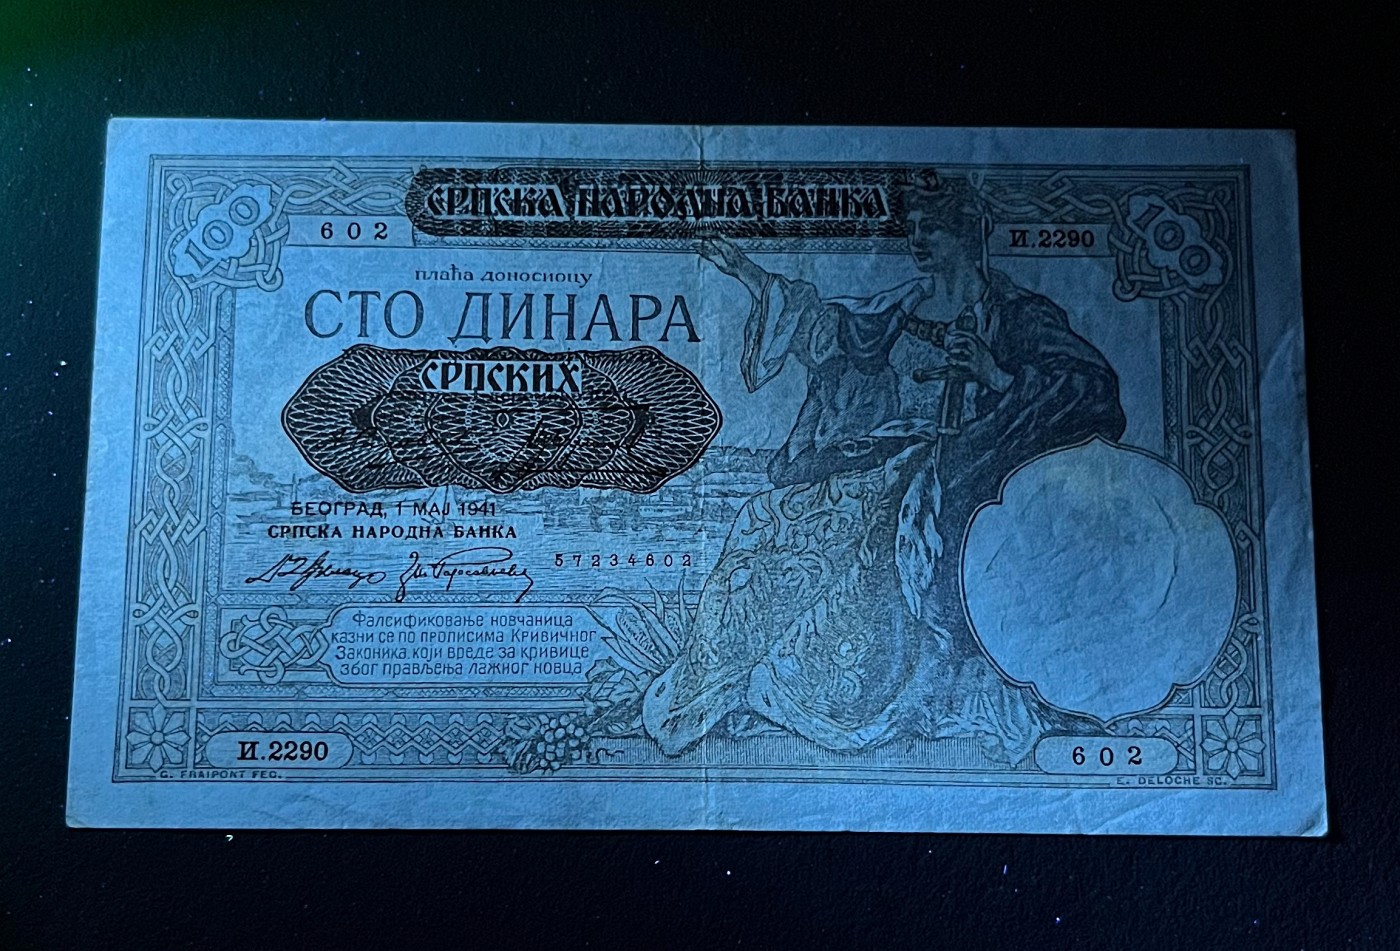 100
СРПСКА НАРОДНА БАНКА
100
602
И.2290
плаћа доносиоцу
СТО ДИНАРА
СРПСКИХ
БЕОГРАД, 1 МАЈ 1941
СРПСКА НАРОДНА БАНКА
57234602
Фалсификовање новчаница
казни се по прописима Кривичног
Законика, који вреде за кривице
због прављења лажног новца
И.2290
602
G. FRAIPONT FEC.
E. DELOCHE SC.